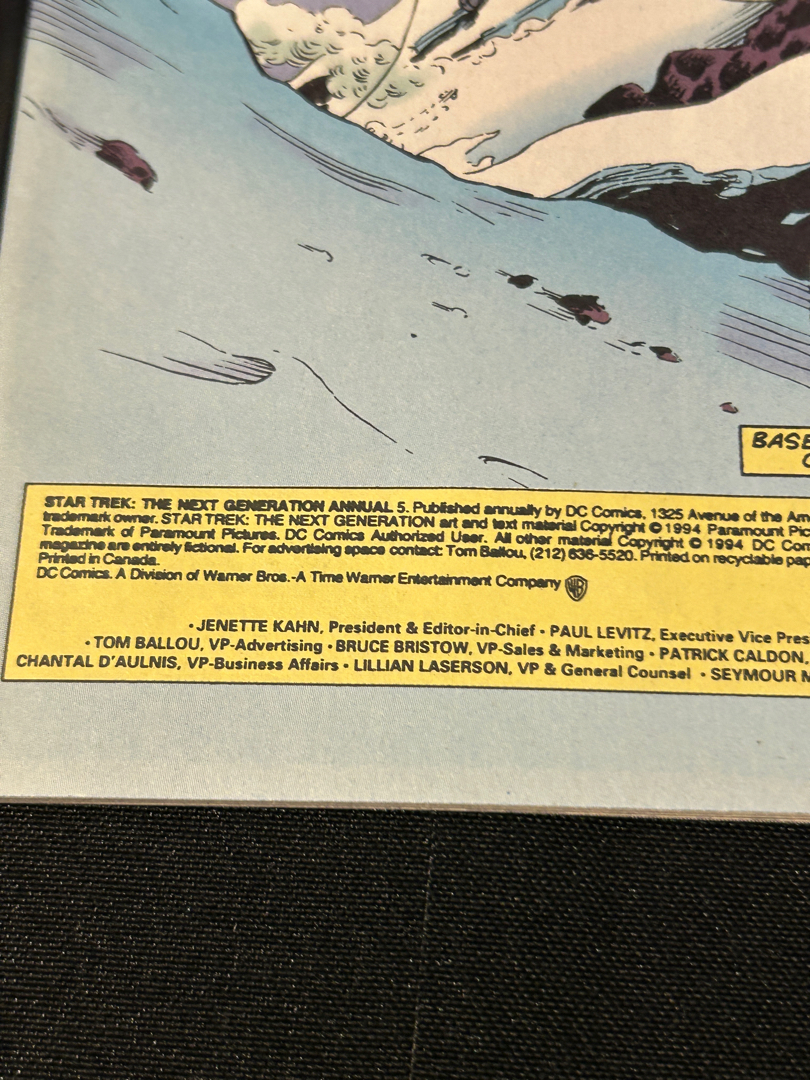 BASE
STAR TREK: THE NEXT GENERATION ANNUAL 5. Published annually by DC Comics, 1325 Avenue of the Am
trademark owner. STAR TREK: THE NEXT GENERATION art and text material Copyright © 1994 Paramount Pic
Trademark of Paramount Pictures. DC Comics Authorized User. All other material Copyright © 1994 DC Com
magazine are entirely fictional. For advertising space contact: Tom Ballou, (212) 636-5520. Printed on recyclable pap
Printed in Canada.
DC Comics. A Division of Warner Bros.-A Time Warner Entertainment Company WB
• JENETTE KAHN, President & Editor-in-Chief • PAUL LEVITZ, Executive Vice Pres
• TOM BALLOU, VP-Advertising • BRUCE BRISTOW, VP-Sales & Marketing • PATRICK CALDON,
CHANTAL D'AULNIS, VP-Business Affairs • LILLIAN LASERSON, VP & General Counsel • SEYMOUR M